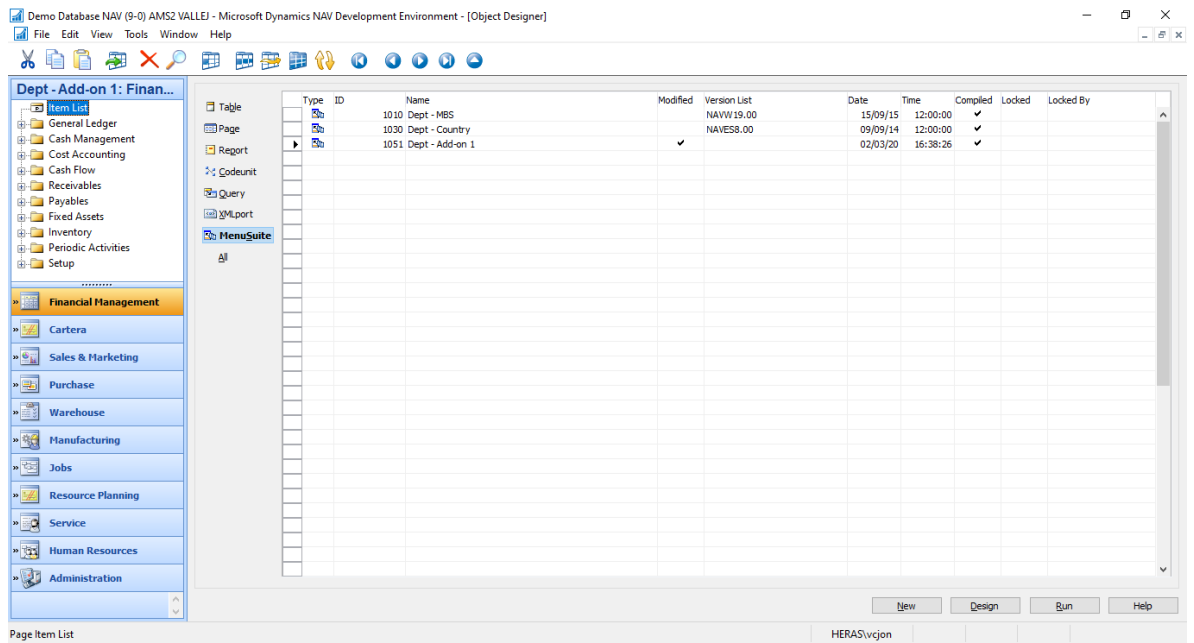 Demo Database NAV (9-0) AMS2 VALLEJ - Microsoft Dynamics NAV Development Environment - [Object Designer]
File Edit View Tools Window Help
Dept - Add-on 1: Finan...
Item List
General Ledger
Cash Management
Cost Accounting
Cash Flow
Receivables
Payables
Fixed Assets
Inventory
Periodic Activities
Setup
Financial Management
Cartera
Sales & Marketing
Purchase
Warehouse
Manufacturing
Jobs
Resource Planning
Service
Human Resources
Administration
Table
Page
Report
Codeunit
Query
XMLport
MenuSuite
All
Type ID Name Modified Version List Date Time Compiled Locked Locked By
1010 Dept - MBS NAVW19.00 15/09/15 12:00:00 ✔
1030 Dept - Country NAVES8.00 09/09/14 12:00:00 ✔
1051 Dept - Add-on 1 ✔ 02/03/20 16:38:26 ✔
New Design Run Help
Page Item List HERAS\vcjon